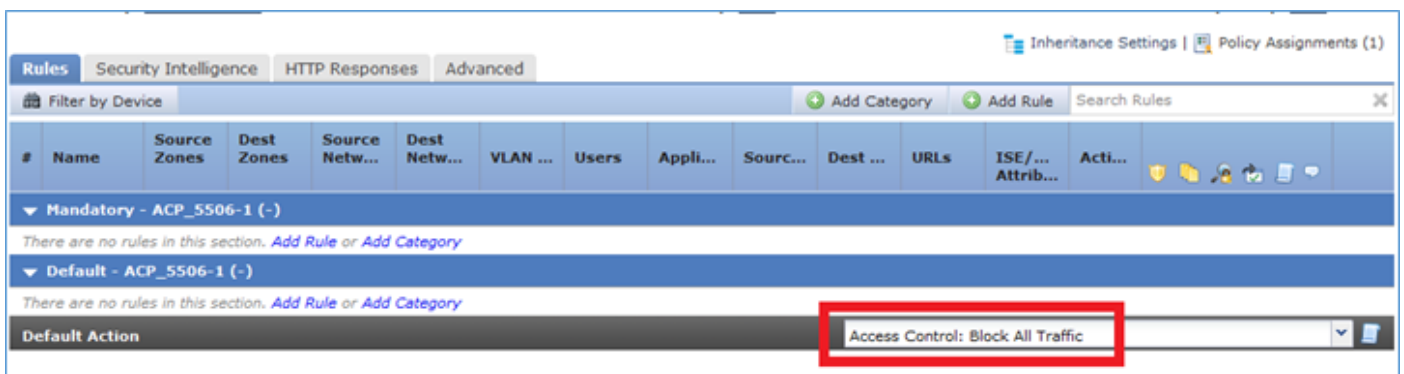 Inheritance Settings | Policy Assignments (1)
Rules Security Intelligence HTTP Responses Advanced
Filter by Device Add Category Add Rule Search Rules
# Name Source Zones Dest Zones Source Netw... Dest Netw... VLAN ... Users Appli... Sourc... Dest ... URLs ISE/... Attrib... Acti...
Mandatory - ACP_5506-1 (-)
There are no rules in this section. Add Rule or Add Category
Default - ACP_5506-1 (-)
There are no rules in this section. Add Rule or Add Category
Default Action Access Control: Block All Traffic